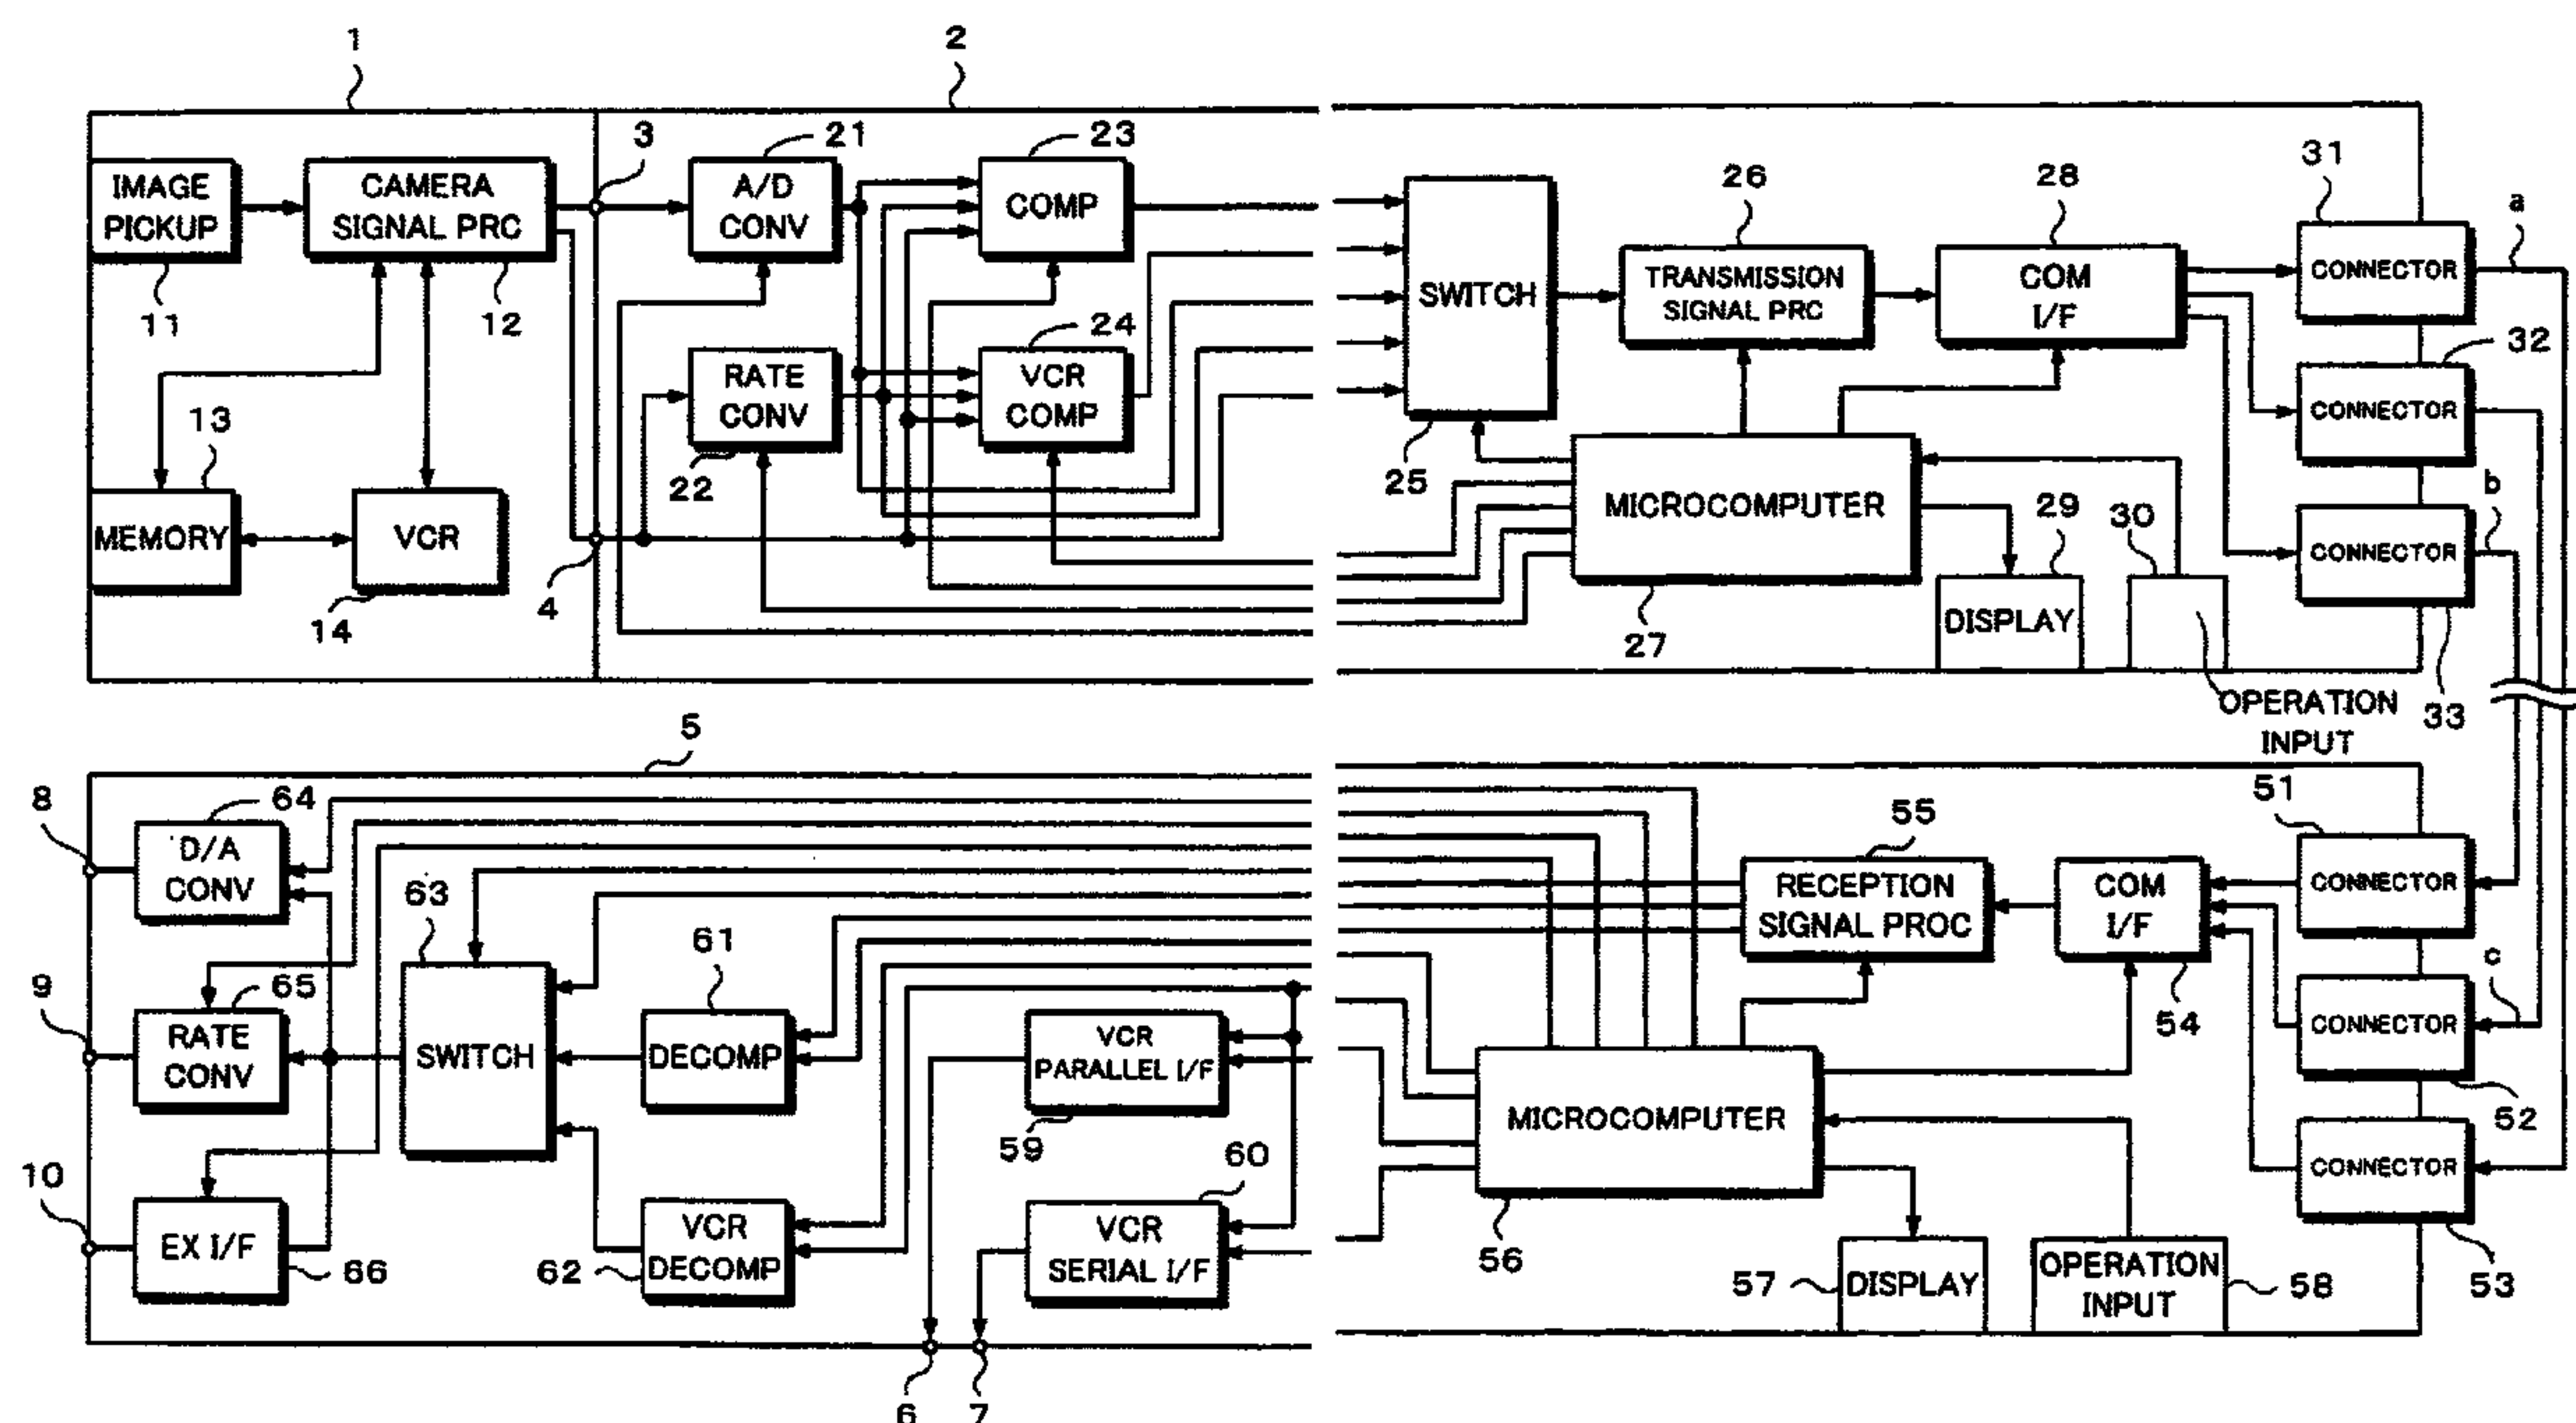 1
2
3
21
23
IMAGE
PICKUP
CAMERA
SIGNAL PRC
A/D
CONV
COMP
11
12
24
RATE
CONV
VCR
COMP
13
22
MEMORY
VCR
4
14
31
a
26
28
SWITCH
TRANSMISSION
SIGNAL PRC
COM
I/F
CONNECTOR
32
CONNECTOR
25
MICROCOMPUTER
b
29
30
CONNECTOR
27
DISPLAY
OPERATION
INPUT
33
5
8
64
D/A
CONV
63
61
9
65
RATE
CONV
SWITCH
DECOMP
VCR
PARALLEL I/F
59
10
60
EX I/F
66
62
VCR
DECOMP
VCR
SERIAL I/F
6
7
51
55
RECEPTION
SIGNAL PROC
COM
I/F
CONNECTOR
c
54
CONNECTOR
MICROCOMPUTER
52
CONNECTOR
56
57
DISPLAY
OPERATION
INPUT
58
53